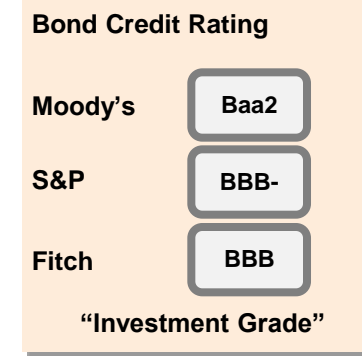 Bond Credit Rating
Moody’s Baa2
S&P BBB-
Fitch BBB
“Investment Grade”